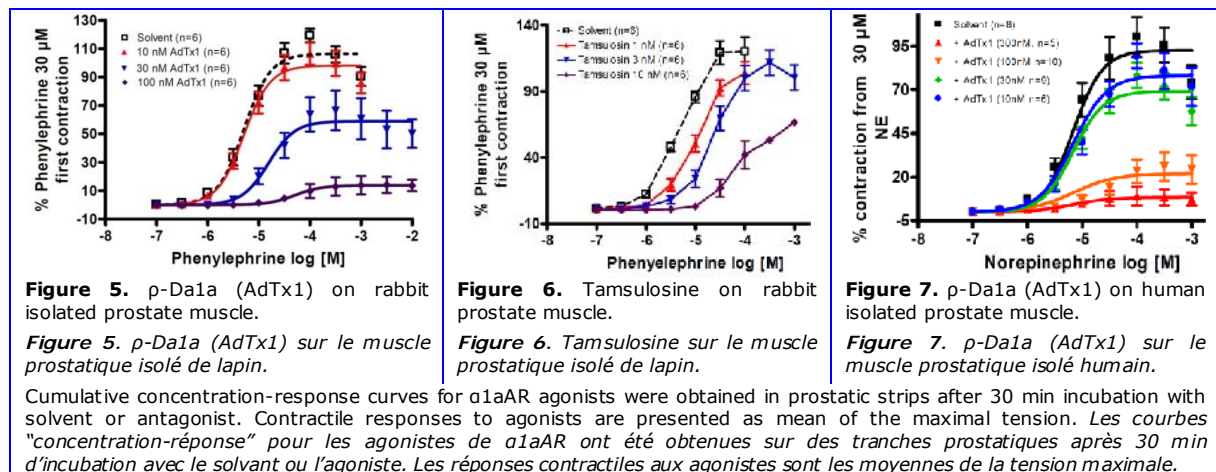 Solvent (n=6)
10 nM AdTx1 (n=6)
30 nM AdTx1 (n=6)
100 nM AdTx1 (n=6)
% Phenylephrine 30 µM
first contraction
130
110
90
70
50
30
10
-10
-8 -7 -6 -5 -4 -3 -2
Phenylephrine log [M]
Figure 5. ρ-Da1a (AdTx1) on rabbit
isolated prostate muscle.
Figure 5. ρ-Da1a (AdTx1) sur le muscle
prostatique isolé de lapin.
Solvent (n=6)
Tamsulosin 1 nM (n=6)
Tamsulosin 3 nM (n=6)
Tamsulosin 10 nM (n=6)
% Phenylephrine 30 µM
first contraction
140
90
40
-10
-8 -7 -6 -5 -4 -3
Phenyelephrine log [M]
Figure 6. Tamsulosine on rabbit
prostate muscle.
Figure 6. Tamsulosine sur le muscle
prostatique isolé de lapin.
Solvent (n=8)
+ AdTx1 (300nM, n=5)
+ AdTx1 (100nM n=10)
+ AdTx1 (30nM n=9)
+ AdTx1 (10nM n=6)
% contraction from 30 µM
NE
95
70
45
20
-5
-8 -7 -6 -5 -4 -3
Norepinephrine log [M]
Figure 7. ρ-Da1a (AdTx1) on human
isolated prostate muscle.
Figure 7. ρ-Da1a (AdTx1) sur le
muscle prostatique isolé humain.
Cumulative concentration-response curves for α1aAR agonists were obtained in prostatic strips after 30 min incubation with
solvent or antagonist. Contractile responses to agonists are presented as mean of the maximal tension. Les courbes
"concentration-réponse" pour les agonistes de α1aAR ont été obtenues sur des tranches prostatiques après 30 min
d'incubation avec le solvant ou l'agoniste. Les réponses contractiles aux agonistes sont les moyennes de la tension maximale.